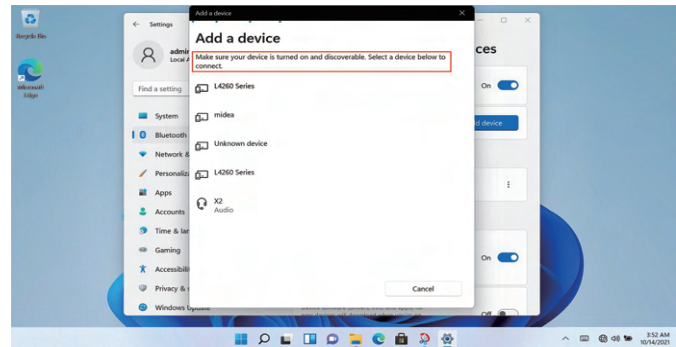 Recycle Bin
Microsoft
Edge
Settings
admin
Local A
Find a setting
System
Bluetooth
Network &
Personaliz
Apps
Accounts
Time & lan
Gaming
Accessibili
Privacy & s
Windows Update
Add a device
Add a device
Make sure your device is turned on and discoverable. Select a device below to
connect.
L4260 Series
midea
Unknown device
L4260 Series
X2
Audio
Cancel
ces
On
d device
On
Off
3:52 AM
10/14/2021